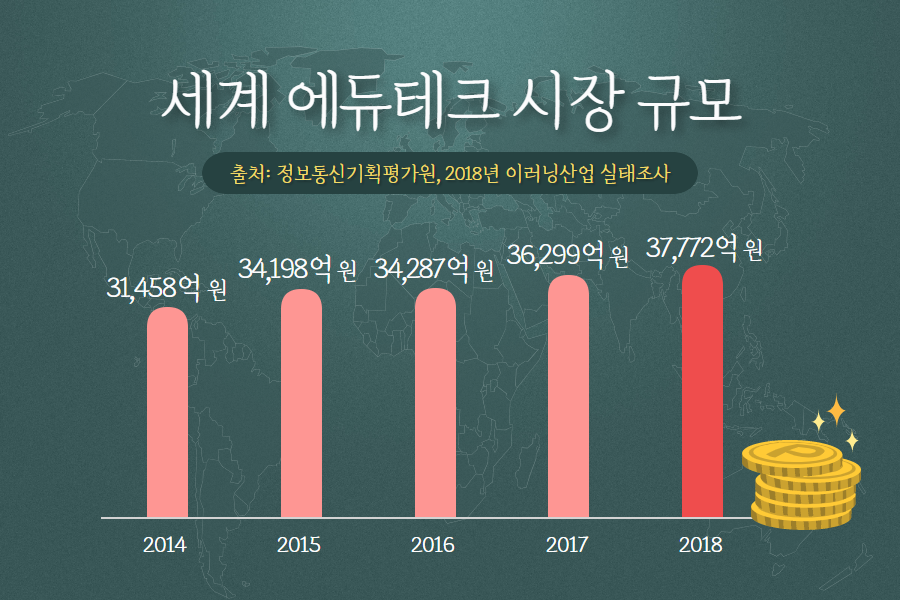 세계 에듀테크 시장 규모
출처: 정보통신기획평가원, 2018년 이러닝산업 실태조사
31,458억 원
34,198억 원
34,287억 원
36,299억 원
37,772억 원
2014
2015
2016
2017
2018